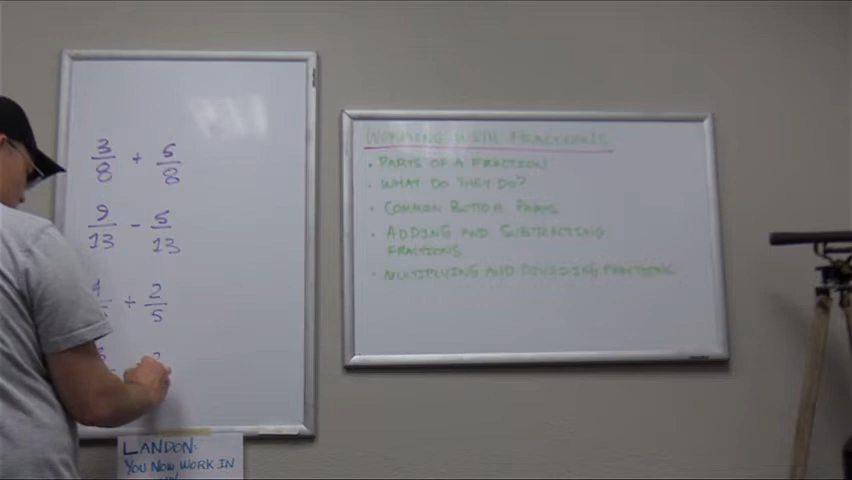 3/8 + 5/8
9/13 - 5/13
÷ 2/5
WORKING WITH FRACTIONS
• PARTS OF A FRACTION
• WHAT DO THEY DO?
• COMMON BOTTOM PARTS
• ADDING AND SUBTRACTING
FRACTIONS
• MULTIPLYING AND DIVIDING FRACTIONS
LANDON:
YOU NOW WORK IN